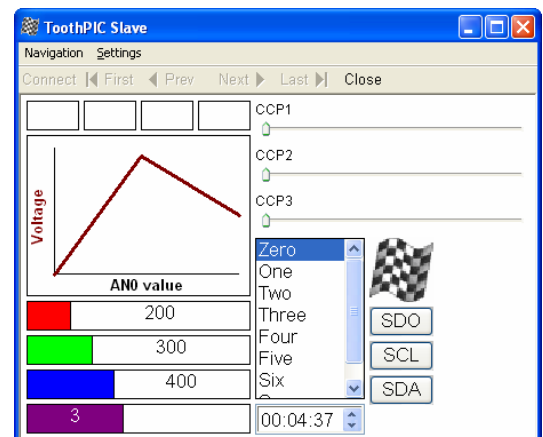 ToothPIC Slave
Navigation Settings
Connect First Prev Next Last Close
CCP1
CCP2
CCP3
Voltage
AN0 value
200
300
400
3
Zero
One
Two
Three
Four
Five
Six
00:04:37
SDO
SCL
SDA